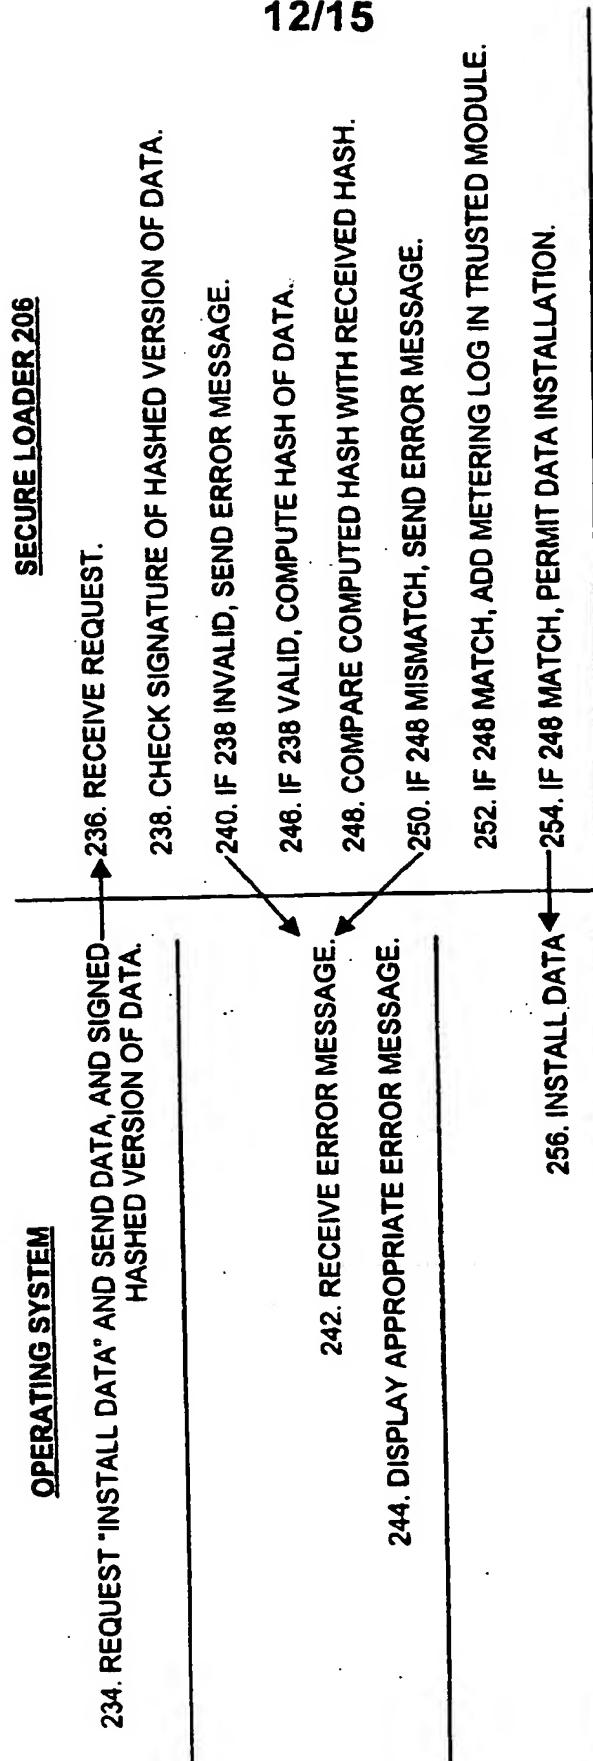 12/15
OPERATING SYSTEM
SECURE LOADER 206
234. REQUEST "INSTALL DATA" AND SEND DATA, AND SIGNED
HASHED VERSION OF DATA.
236. RECEIVE REQUEST.
238. CHECK SIGNATURE OF HASHED VERSION OF DATA.
240. IF 238 INVALID, SEND ERROR MESSAGE.
242. RECEIVE ERROR MESSAGE.
244. DISPLAY APPROPRIATE ERROR MESSAGE.
246. IF 238 VALID, COMPUTE HASH OF DATA.
248. COMPARE COMPUTED HASH WITH RECEIVED HASH.
250. IF 248 MISMATCH, SEND ERROR MESSAGE.
252. IF 248 MATCH, ADD METERING LOG IN TRUSTED MODULE.
254. IF 248 MATCH, PERMIT DATA INSTALLATION.
256. INSTALL DATA